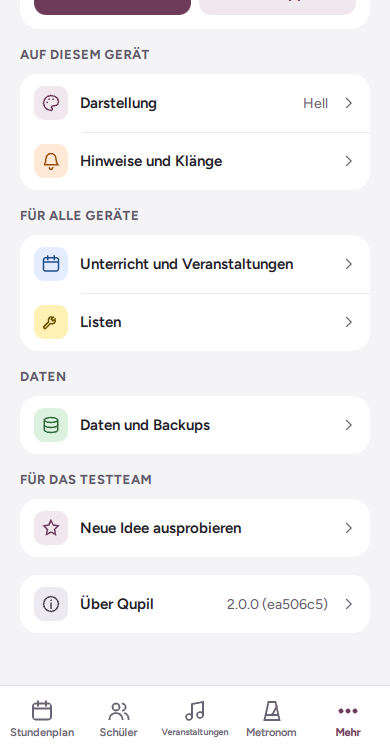 AUF DIESEM GERÄT
Darstellung Hell
Hinweise und Klänge
FÜR ALLE GERÄTE
Unterricht und Veranstaltungen
Listen
DATEN
Daten und Backups
FÜR DAS TESTTEAM
Neue Idee ausprobieren
Über Qupil 2.0.0 (ea506c5)
Stundenplan Schüler Veranstaltungen Metronom Mehr